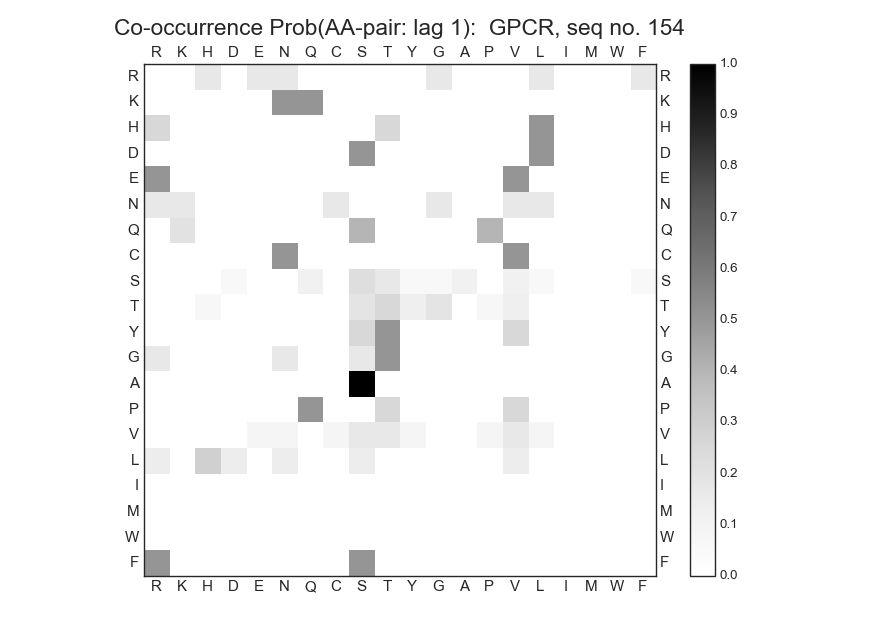 Co-occurrence Prob(AA-pair: lag 1):  GPCR, seq no. 154
R K H D E N Q C S T Y G A P V L I M W F
R R 1.0
K K 0.9
H H
D D 0.8
E E
N N 0.7
Q Q 0.6
C C
S S 0.5
T T
Y Y
G G 0.4
A A
P P 0.3
V V
L L 0.2
I I
M M 0.1
W W
F F 0.0
R K H D E N Q C S T Y G A P V L I M W F